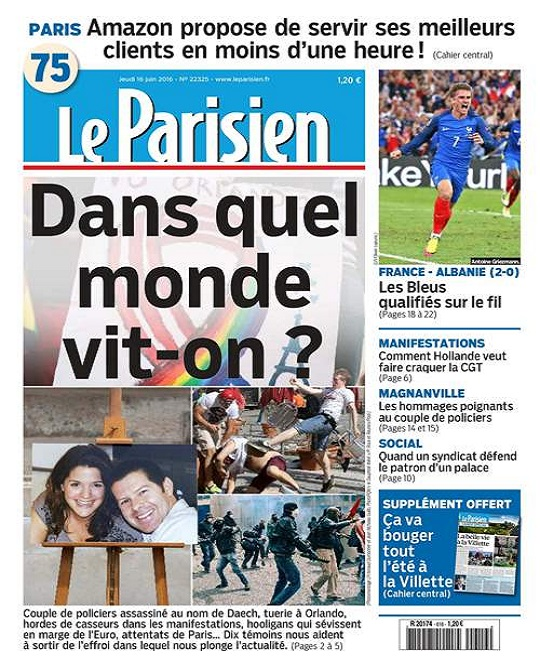 PARIS Amazon propose de servir ses meilleurs
clients en moins d'une heure ! (Cahier central)
75
Jeudi 16 juin 2016 - N° 22325 - www.leparisien.fr 1,20 €
Le Parisien
Dans quel
monde
vit-on ?
Antoine Griezmann.
FRANCE - ALBANIE (2-0)
Les Bleus
qualifiés sur le fil
(Pages 18 à 22)
MANIFESTATIONS
Comment Hollande veut
faire craquer la CGT
(Page 6)
MAGNANVILLE
Les hommages poignants
au couple de policiers
(Pages 14 et 15)
SOCIAL
Quand un syndicat défend
le patron d'un palace
(Page 10)
SUPPLÉMENT OFFERT
Ça va
bouger
tout
l'été à
la Villette
(Cahier central)
Le Parisien
La belle vie
à la Villette
Couple de policiers assassiné au nom de Daech, tuerie à Orlando,
hordes de casseurs dans les manifestations, hooligans qui sévissent
en marge de l'Euro, attentats de Paris... Dix témoins nous aident
à sortir de l'effroi dans lequel nous plonge l'actualité. (Pages 2 à 5)
R 20174 - 616 - 1,20 €